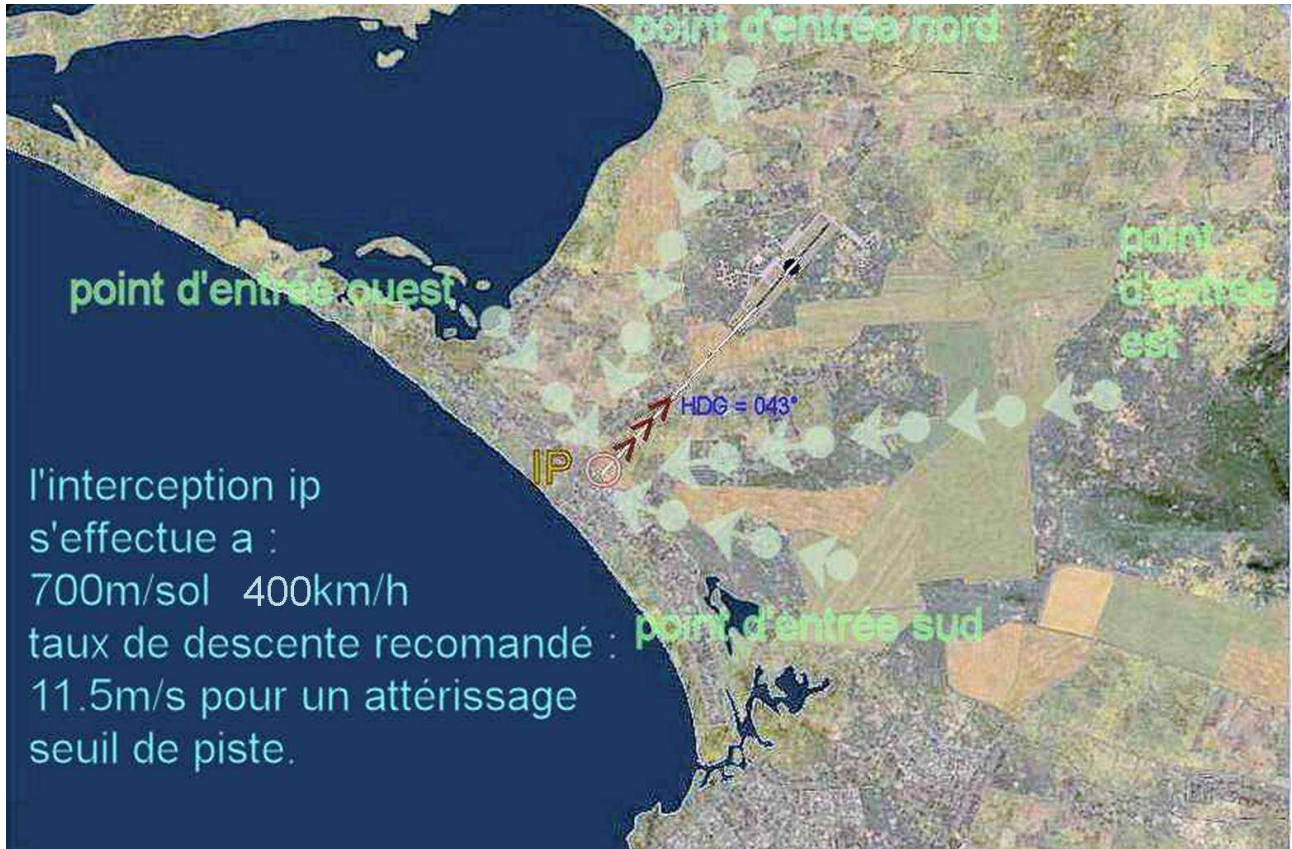 point d'entrée nord
point
d'entrée
est
point d'entrée ouest
HDG = 043°
IP
l'interception ip
s'effectue a :
700m/sol 400km/h
taux de descente recomandé :
11.5m/s pour un attérissage
seuil de piste.
point d'entrée sud